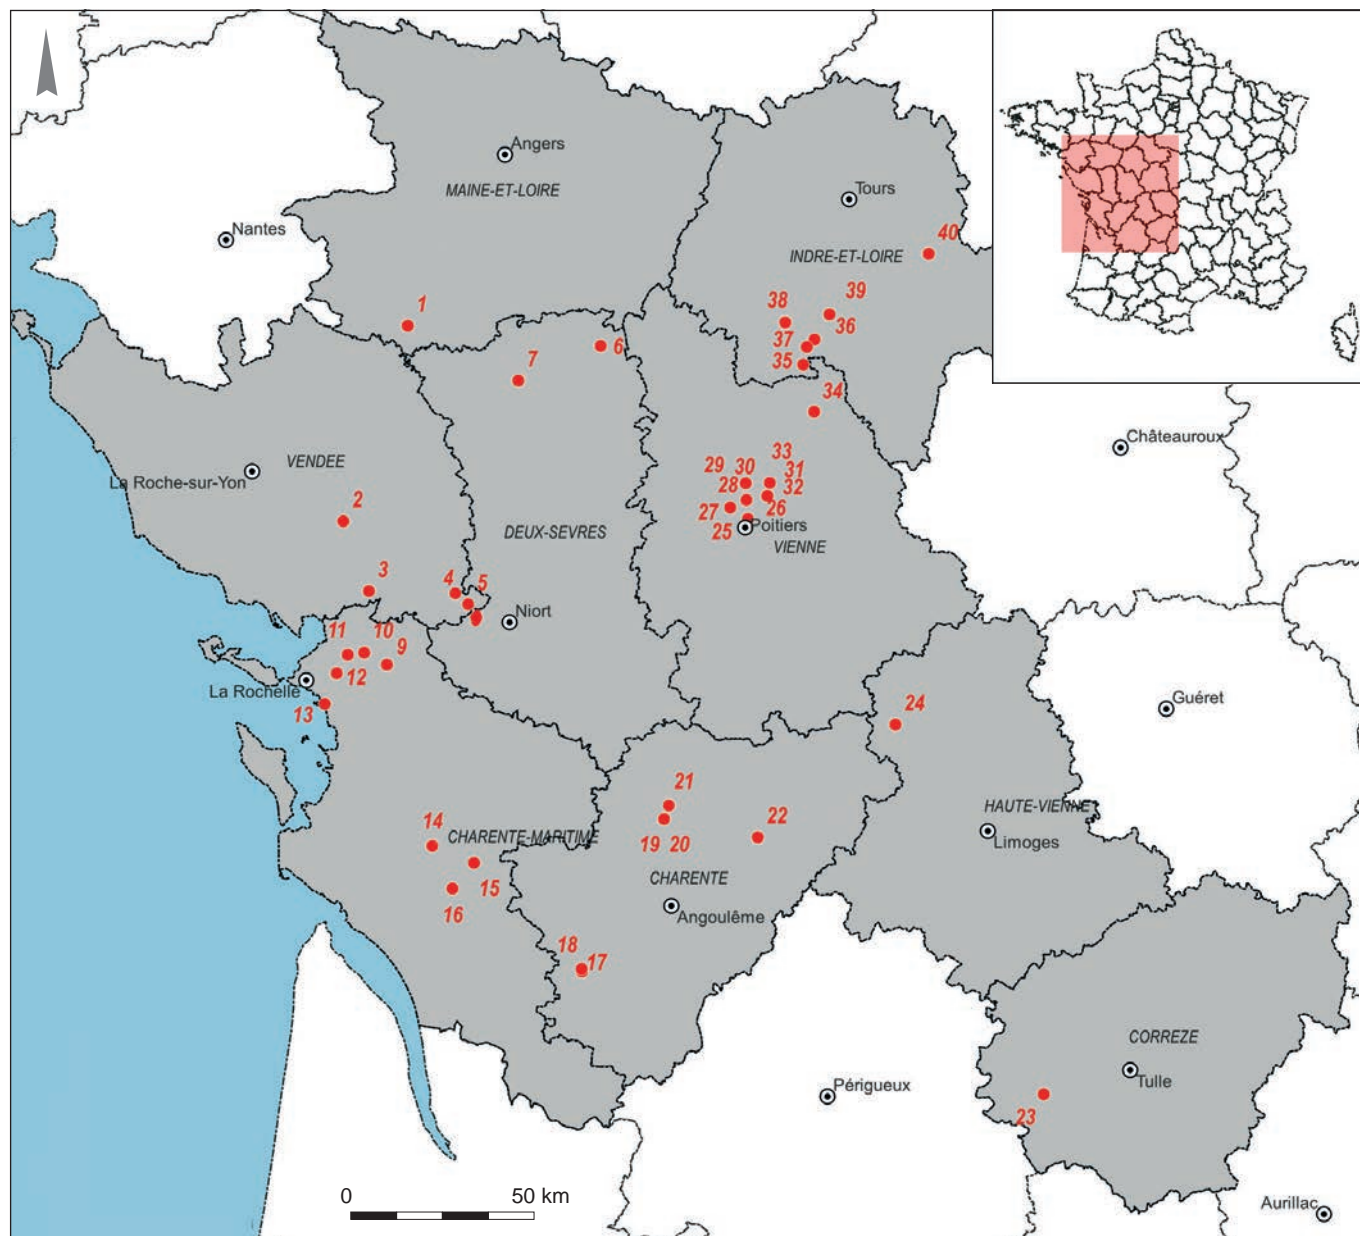 Angers
MAINE-ET-LOIRE
Tours
Nantes
40
INDRE-ET-LOIRE
1
38
39
36
37
6
7
35
34
Châteauroux
VENDEE
La Roche-sur-Yon
33
29
30
31
28
32
2
27
26
25
Poitiers
DEUX-SEVRES
VIENNE
3
4
5
Niort
11
10
9
12
La Rochelle
13
Guéret
24
21
14
CHARENTE-MARITIME
22
HAUTE-VIENNE
19 20
Limoges
15
CHARENTE
16
Angoulême
18
17
CORREZE
Tulle
Périgueux
23
0
50 km
Aurillac